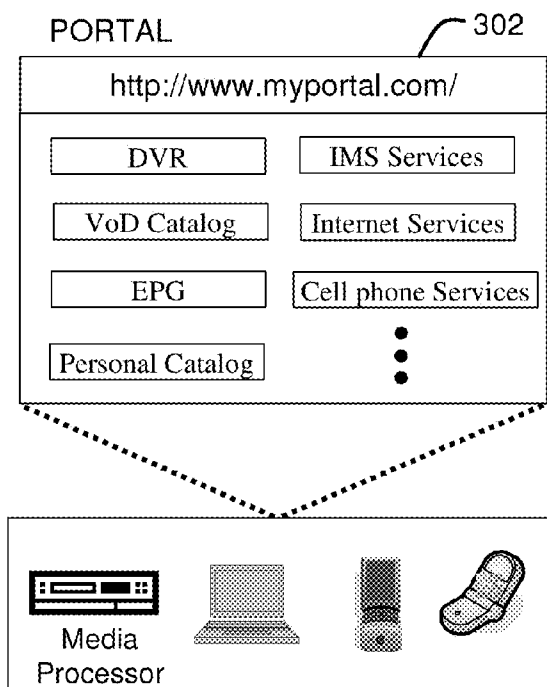 PORTAL
302
http://www.myportal.com/
DVR
IMS Services
VoD Catalog
Internet Services
EPG
Cell phone Services
Personal Catalog
Media
Processor